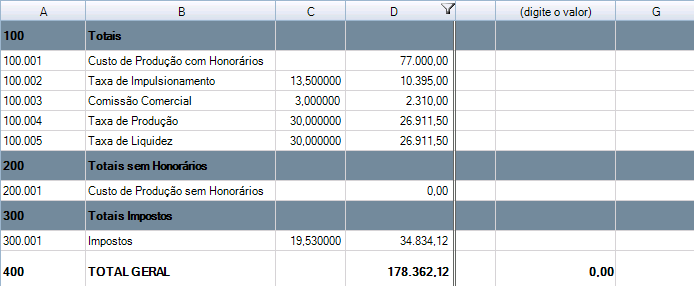 A B C D (digite o valor) G
100 Totais
100.001 Custo de Produção com Honorários 77.000,00
100.002 Taxa de Impulsionamento 13,500000 10.395,00
100.003 Comissão Comercial 3,000000 2.310,00
100.004 Taxa de Produção 30,000000 26.911,50
100.005 Taxa de Liquidez 30,000000 26.911,50
200 Totais sem Honorários
200.001 Custo de Produção sem Honorários 0,00
300 Totais Impostos
300.001 Impostos 19,530000 34.834,12
400 TOTAL GERAL 178.362,12 0,00